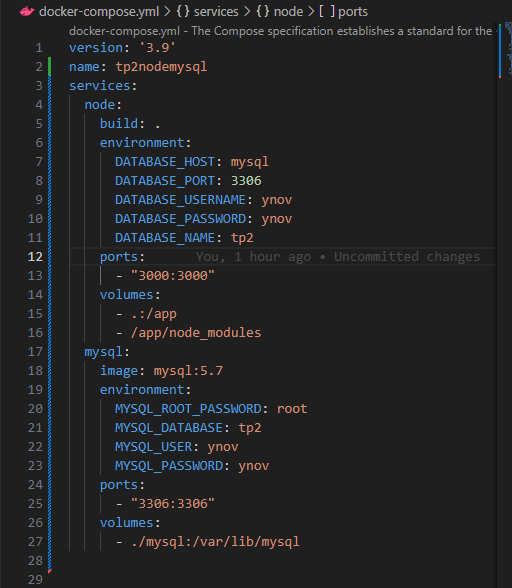 docker-compose.yml > {} services > {} node > [ ] ports
docker-compose.yml - The Compose specification establishes a standard for the
1 version: '3.9'
2 name: tp2nodemysql
3 services:
4   node:
5     build: .
6     environment:
7       DATABASE_HOST: mysql
8       DATABASE_PORT: 3306
9       DATABASE_USERNAME: ynov
10       DATABASE_PASSWORD: ynov
11       DATABASE_NAME: tp2
12     ports: You, 1 hour ago • Uncommitted changes
13       - "3000:3000"
14     volumes:
15       - .:/app
16       - /app/node_modules
17   mysql:
18     image: mysql:5.7
19     environment:
20       MYSQL_ROOT_PASSWORD: root
21       MYSQL_DATABASE: tp2
22       MYSQL_USER: ynov
23       MYSQL_PASSWORD: ynov
24     ports:
25       - "3306:3306"
26     volumes:
27       - ./mysql:/var/lib/mysql
28
29